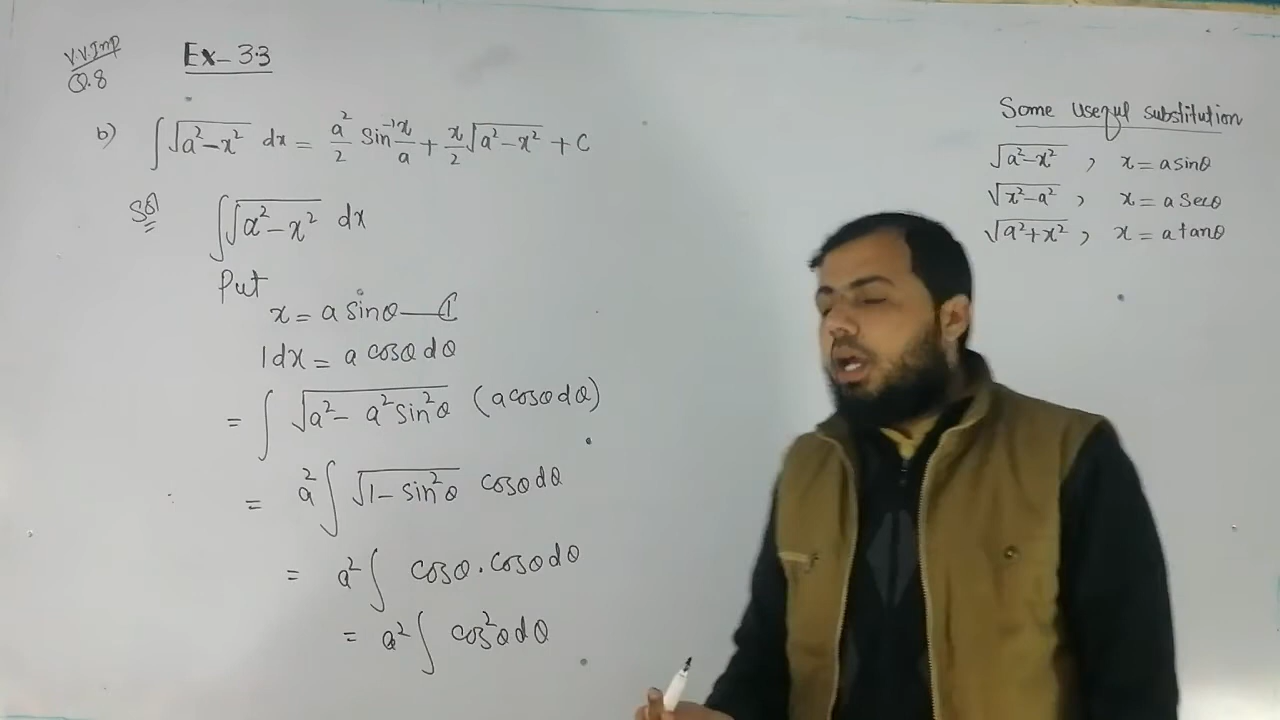 V.V.Imp
Q.8
Ex-3.3
b) ∫√(a²-x²) dx = a²/2 Sin⁻¹ x/a + x/2 √(a²-x²) + C
Sol
∫√(a²-x²) dx
Put
x = a sinθ — ①
1dx = a cosθ dθ
= ∫ √(a² - a² sin²θ) (a cosθ dθ)
= a² ∫ √(1 - sin²θ) cosθ dθ
= a² ∫ cosθ . cosθ dθ
= a² ∫ cos²θ dθ
Some useful substitution
√(a²-x²) , x = a sinθ
√(x²-a²) , x = a secθ
√(a²+x²) , x = a tanθ